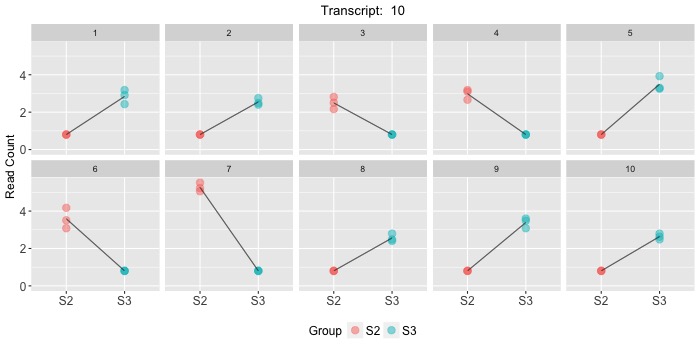 Transcript:  10
1 2 3 4 5
4
2
0
Read Count
6 7 8 9 10
4
2
0
S2 S3 S2 S3 S2 S3 S2 S3 S2 S3
Group S2 S3